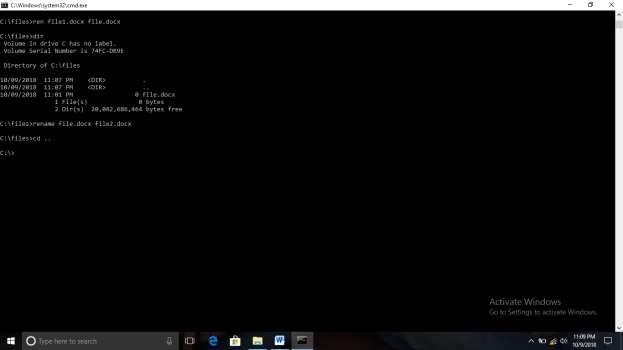 C:\Windows\system32\cmd.exe
C:\files>ren file1.docx file.docx
C:\files>dir
Volume in drive C has no label.
Volume Serial Number is 74FC-DR9E
Directory of C:\files
10/09/2018 11:07 PM <DIR> .
10/09/2018 11:07 PM <DIR> ..
10/09/2018 11:01 PM 0 file.docx
1 File(s) 0 bytes
2 Dir(s) 20,042,686,464 bytes free
C:\files>rename file.docx file2.docx
C:\files>cd ..
C:\>
Activate Windows
Go to Settings to activate Windows.
Type here to search
11:09 PM
10/9/2018